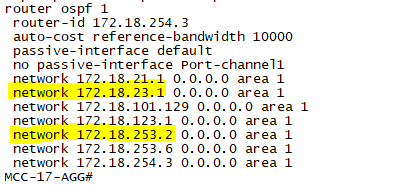 router ospf 1
router-id 172.18.254.3
auto-cost reference-bandwidth 10000
passive-interface default
no passive-interface Port-channel1
network 172.18.21.1 0.0.0.0 area 1
network 172.18.23.1 0.0.0.0 area 1
network 172.18.101.129 0.0.0.0 area 1
network 172.18.123.1 0.0.0.0 area 1
network 172.18.253.2 0.0.0.0 area 1
network 172.18.253.6 0.0.0.0 area 1
network 172.18.254.3 0.0.0.0 area 1
MCC-17-AGG#